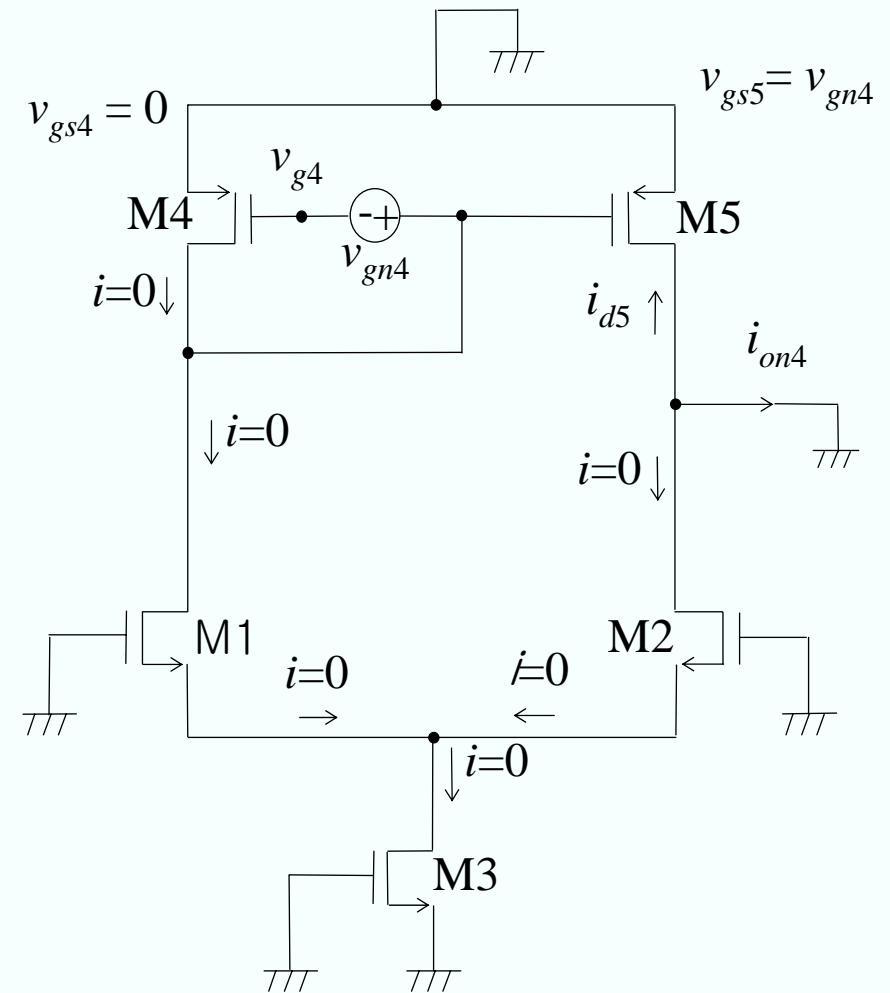 v_gs4 = 0
v_gs5= v_gn4
v_g4
M4
-+
M5
v_gn4
i=0
i_d5
i_on4
i=0
i=0
M1
M2
i=0
i=0
i=0
M3